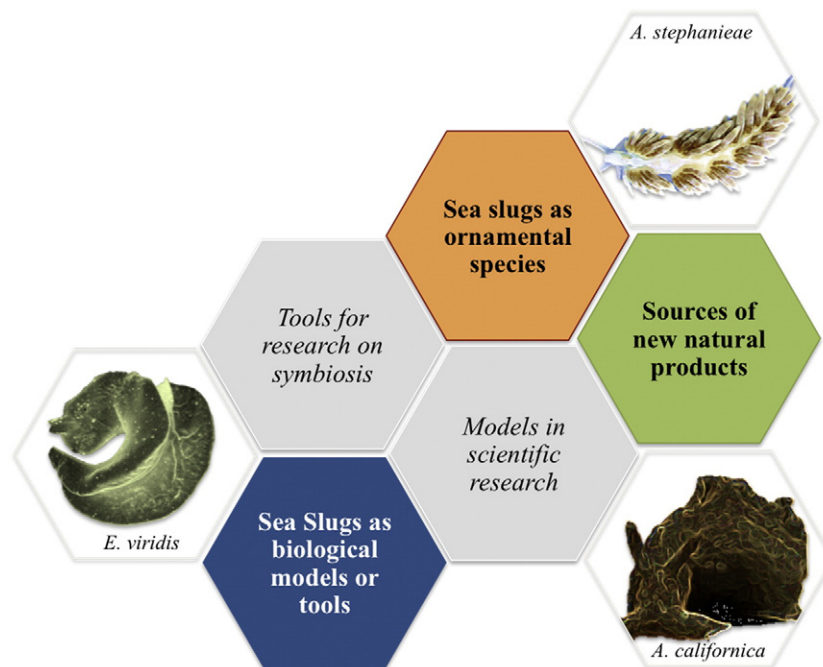 A. stephanieae
Sea slugs as
ornamental
species
Tools for
research on
symbiosis
Sources of
new natural
products
Models in
scientific
research
E. viridis
Sea Slugs as
biological
models or
tools
A. californica